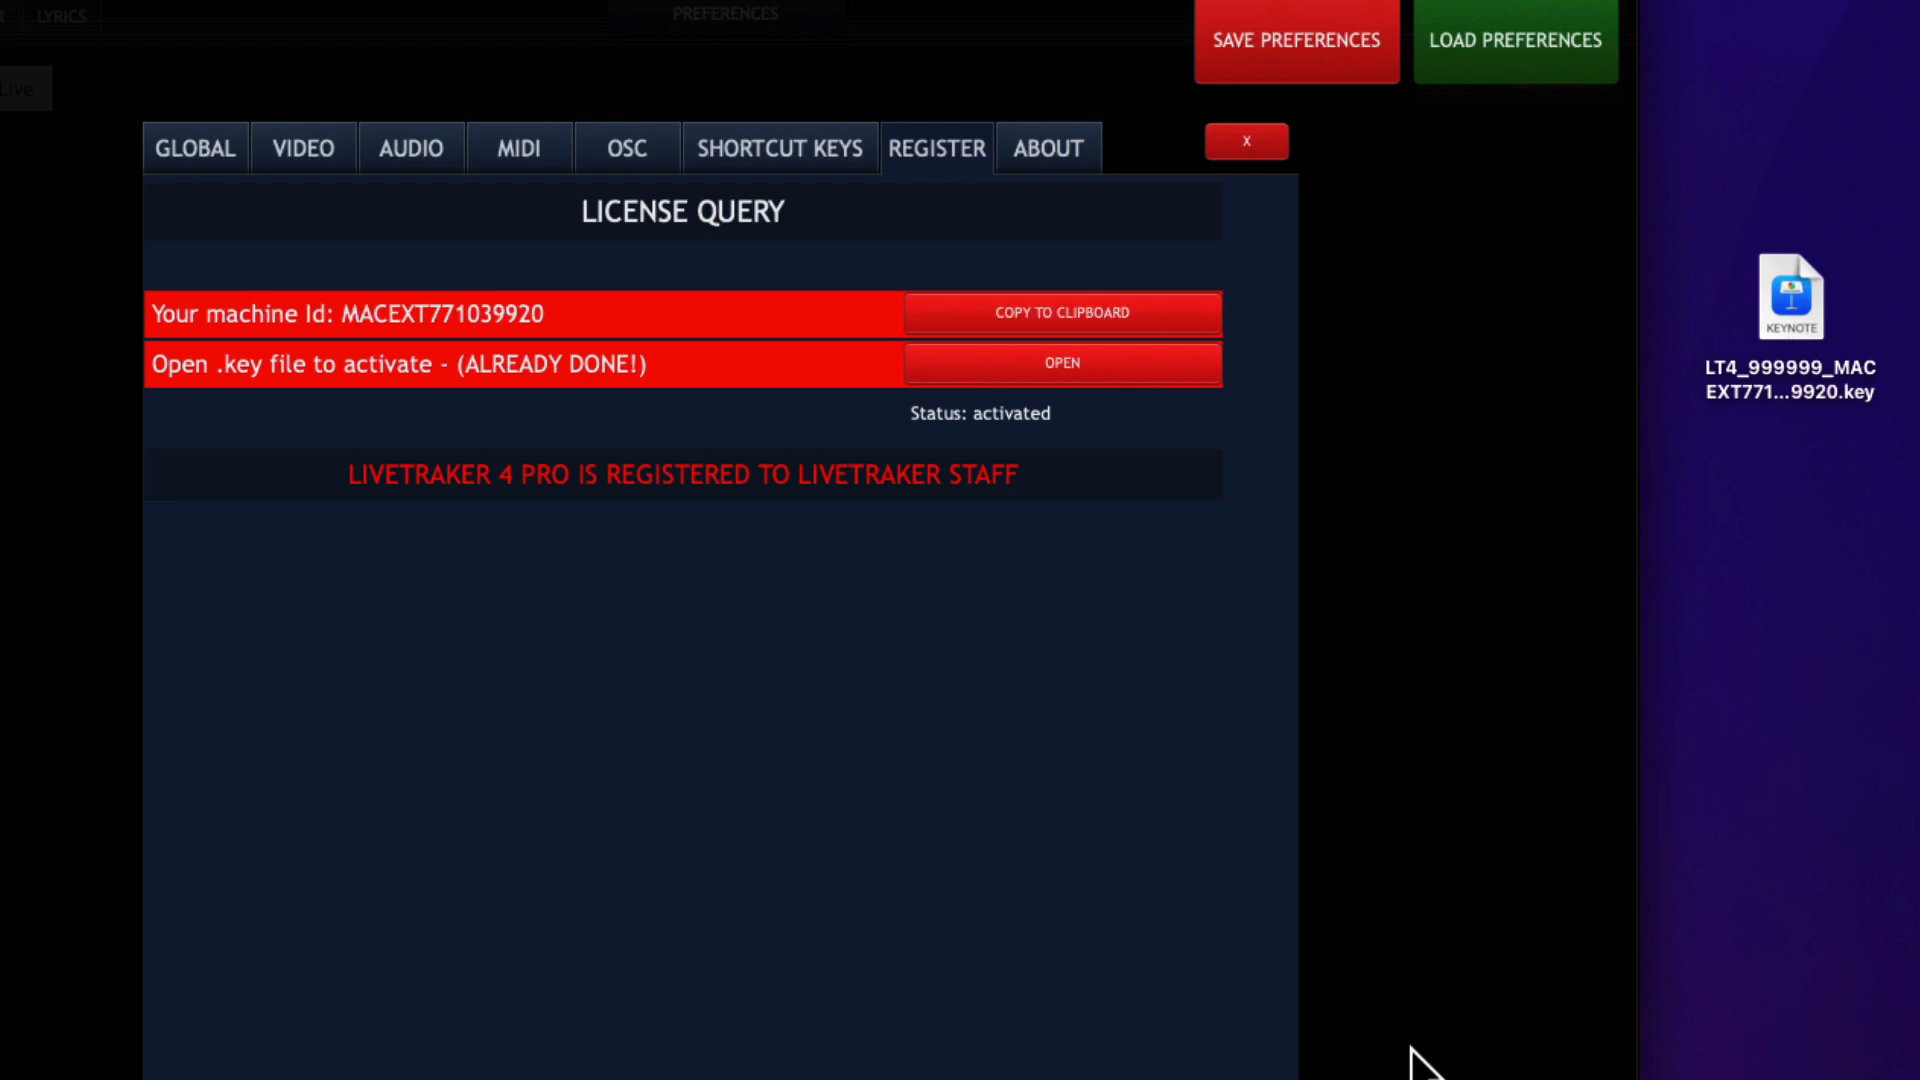 LYRICS
PREFERENCES
SAVE PREFERENCES
LOAD PREFERENCES
Live
GLOBAL
VIDEO
AUDIO
MIDI
OSC
SHORTCUT KEYS
REGISTER
ABOUT
X
LICENSE QUERY
Your machine Id: MACEXT771039920
COPY TO CLIPBOARD
Open .key file to activate - (ALREADY DONE!)
OPEN
Status: activated
LIVETRAKER 4 PRO IS REGISTERED TO LIVETRAKER STAFF
KEYNOTE
LT4_999999_MAC
EXT771...9920.key